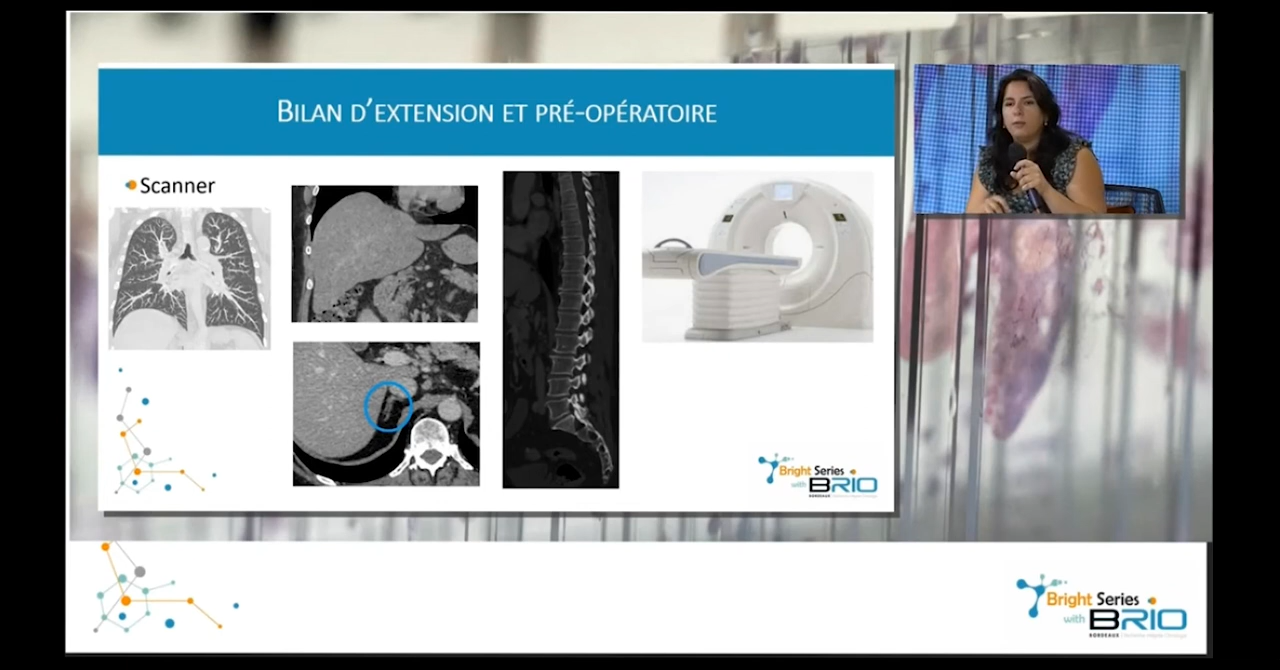 BILAN D'EXTENSION ET PRÉ-OPÉRATOIRE
Scanner
Bright Series
with BRIO
BORDEAUX
Bright Series
with BRIO
BORDEAUX